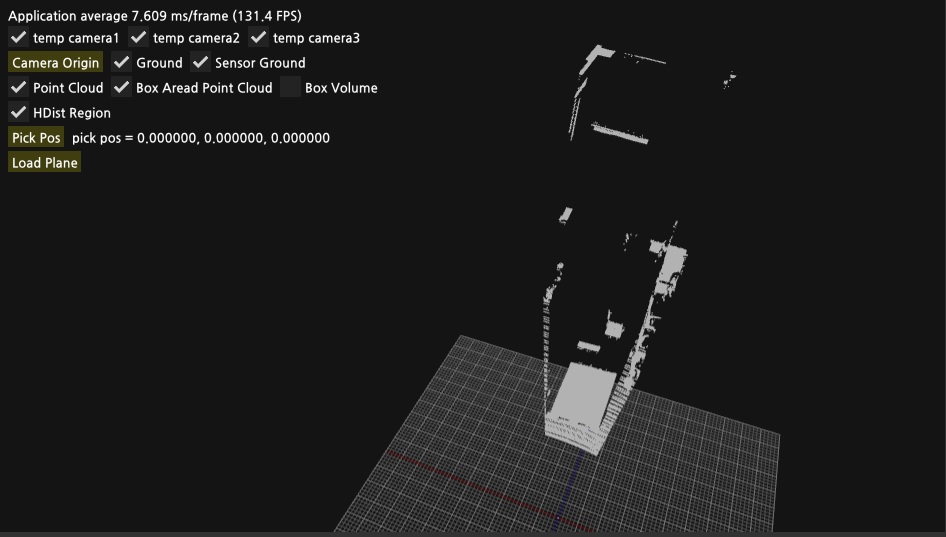 Application average 7.609 ms/frame (131.4 FPS)
temp camera1 temp camera2 temp camera3
Camera Origin Ground Sensor Ground
Point Cloud Box Aread Point Cloud Box Volume
HDist Region
Pick Pos pick pos = 0.000000, 0.000000, 0.000000
Load Plane